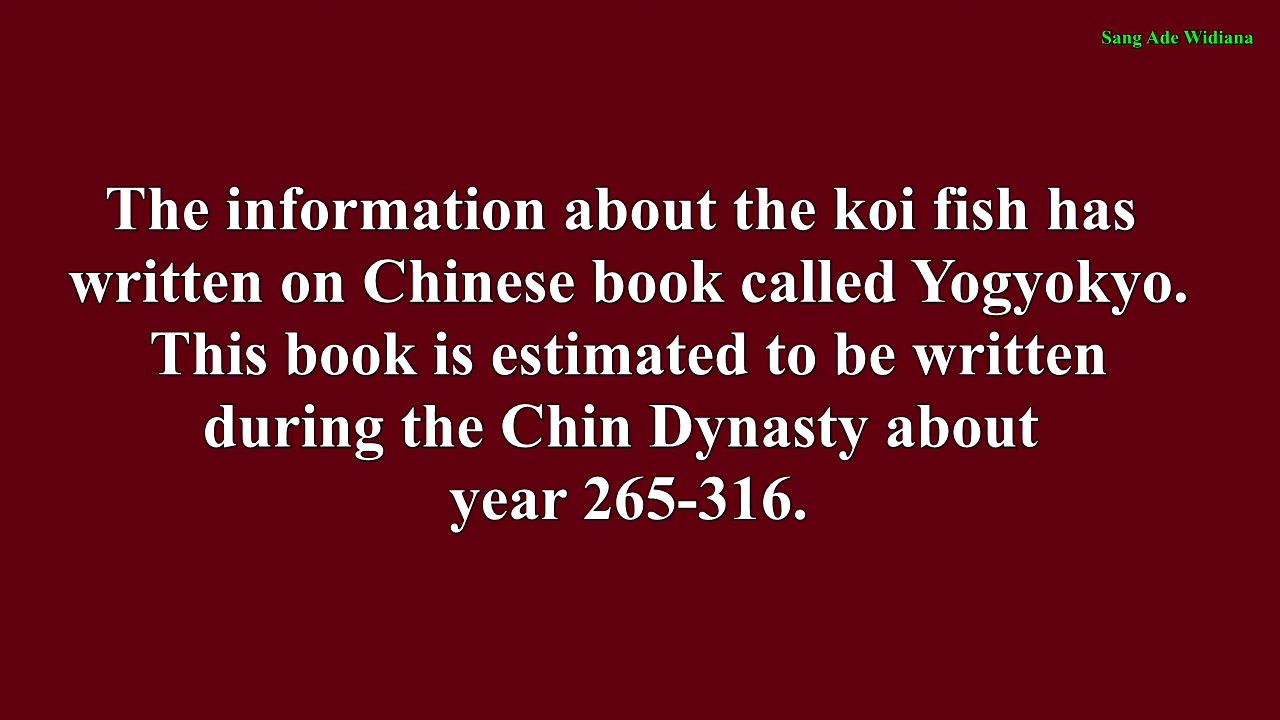 Sang Ade Widiana
The information about the koi fish has
written on Chinese book called Yogyokyo.
This book is estimated to be written
during the Chin Dynasty about
year 265-316.